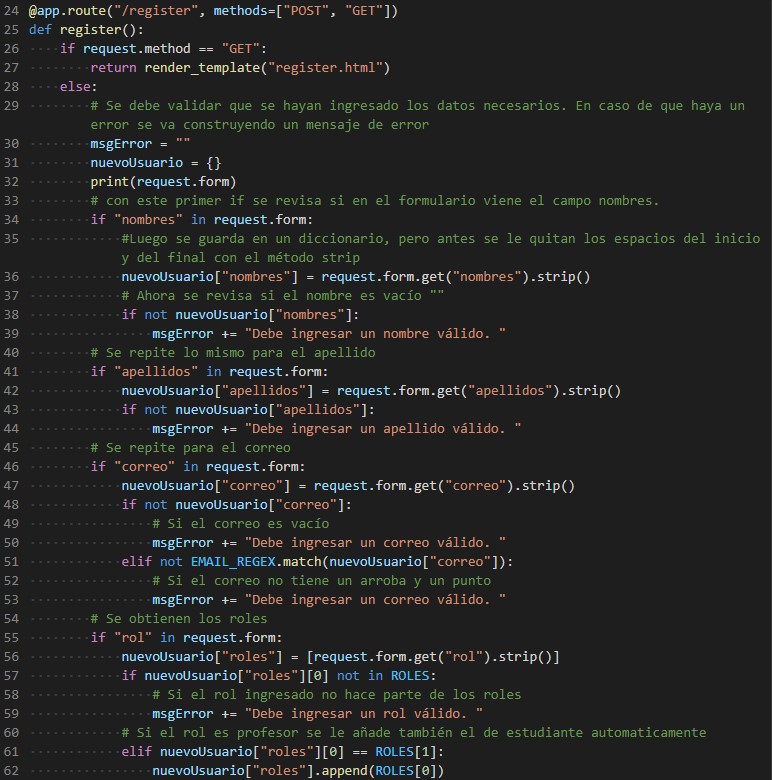 24 @app.route("/register", methods=["POST", "GET"])
25 def register():
26 if request.method == "GET":
27 return render_template("register.html")
28 else:
29 # Se debe validar que se hayan ingresado los datos necesarios. En caso de que haya un
error se va construyendo un mensaje de error
30 msgError = ""
31 nuevoUsuario = {}
32 print(request.form)
33 # con este primer if se revisa si en el formulario viene el campo nombres.
34 if "nombres" in request.form:
35 #Luego se guarda en un diccionario, pero antes se le quitan los espacios del inicio
y del final con el método strip
36 nuevoUsuario["nombres"] = request.form.get("nombres").strip()
37 # Ahora se revisa si el nombre es vacío ""
38 if not nuevoUsuario["nombres"]:
39 msgError += "Debe ingresar un nombre válido. "
40 # Se repite lo mismo para el apellido
41 if "apellidos" in request.form:
42 nuevoUsuario["apellidos"] = request.form.get("apellidos").strip()
43 if not nuevoUsuario["apellidos"]:
44 msgError += "Debe ingresar un apellido válido. "
45 # Se repite para el correo
46 if "correo" in request.form:
47 nuevoUsuario["correo"] = request.form.get("correo").strip()
48 if not nuevoUsuario["correo"]:
49 # Si el correo es vacío
50 msgError += "Debe ingresar un correo válido. "
51 elif not EMAIL_REGEX.match(nuevoUsuario["correo"]):
52 # Si el correo no tiene un arroba y un punto
53 msgError += "Debe ingresar un correo válido. "
54 # Se obtienen los roles
55 if "rol" in request.form:
56 nuevoUsuario["roles"] = [request.form.get("rol").strip()]
57 if nuevoUsuario["roles"][0] not in ROLES:
58 # Si el rol ingresado no hace parte de los roles
59 msgError += "Debe ingresar un rol válido. "
60 # Si el rol es profesor se le añade también el de estudiante automaticamente
61 elif nuevoUsuario["roles"][0] == ROLES[1]:
62 nuevoUsuario["roles"].append(ROLES[0])